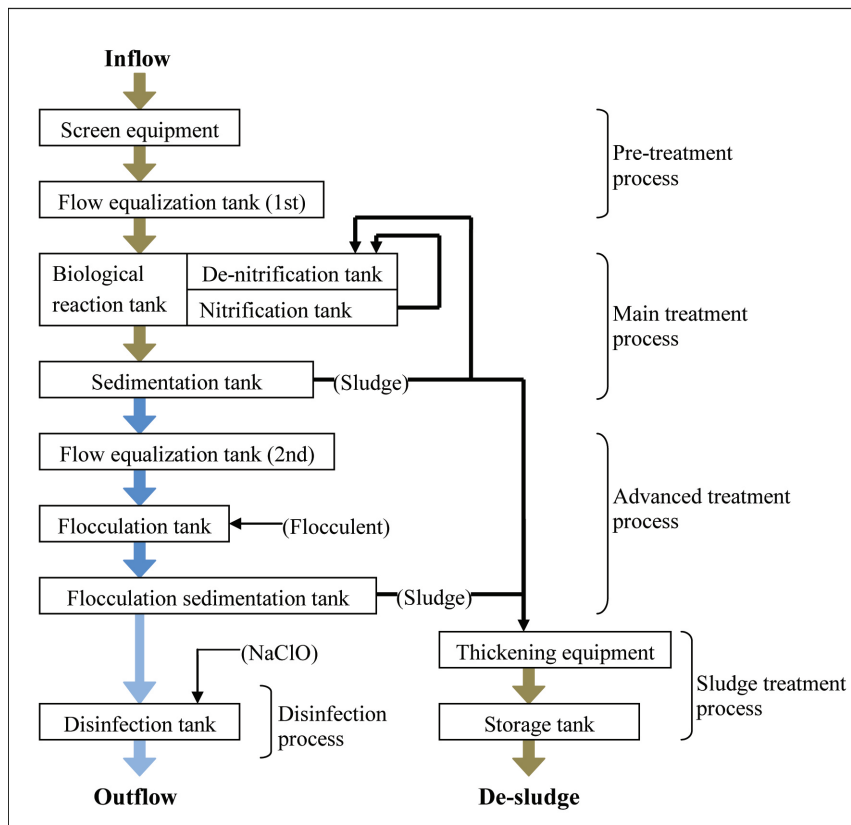 Inflow
Screen equipment
Flow equalization tank (1st)
Pre-treatment
process
Biological
reaction tank
De-nitrification tank
Nitrification tank
Main treatment
process
Sedimentation tank
(Sludge)
Flow equalization tank (2nd)
Flocculation tank
(Flocculent)
Advanced treatment
process
Flocculation sedimentation tank
(Sludge)
(NaClO)
Thickening equipment
Sludge treatment
process
Disinfection tank
Disinfection
process
Storage tank
Outflow
De-sludge